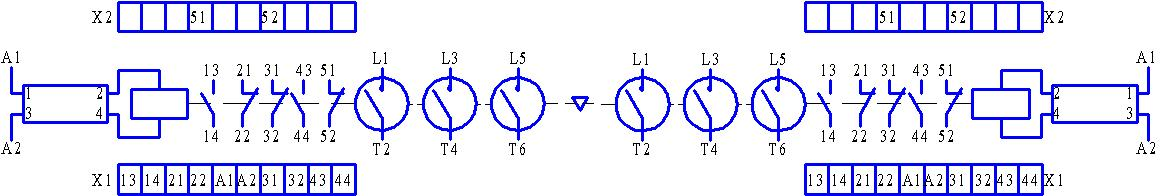 X2 51 52 51 52 X2
A1 13 21 31 43 51 L1 L3 L5 L1 L3 L5 13 21 31 43 51 A1
1 2 2 1
3 4 4 3
A2 14 22 32 44 52 T2 T4 T6 T2 T4 T6 14 22 32 44 52 A2
X1 13 14 21 22 A1 A2 31 32 43 44 13 14 21 22 A1 A2 31 32 43 44 X1